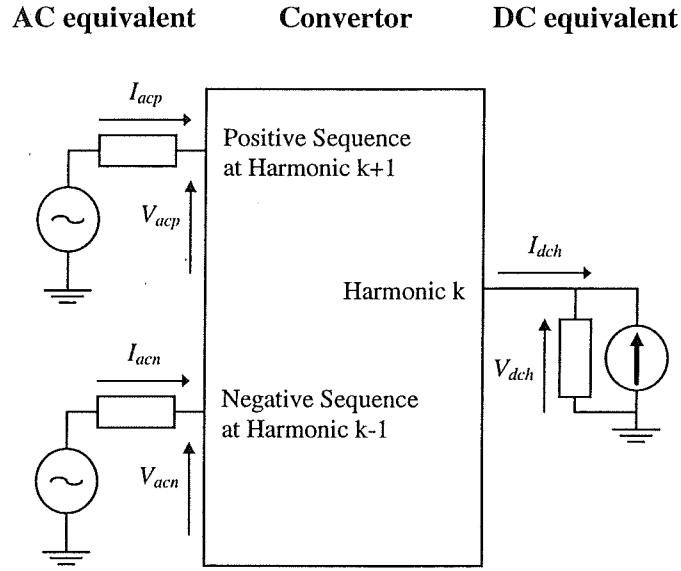 AC equivalent
Convertor
DC equivalent
I_acp
Positive Sequence
at Harmonic k+1
V_acp
I_dch
Harmonic k
V_dch
I_acn
Negative Sequence
at Harmonic k-1
V_acn